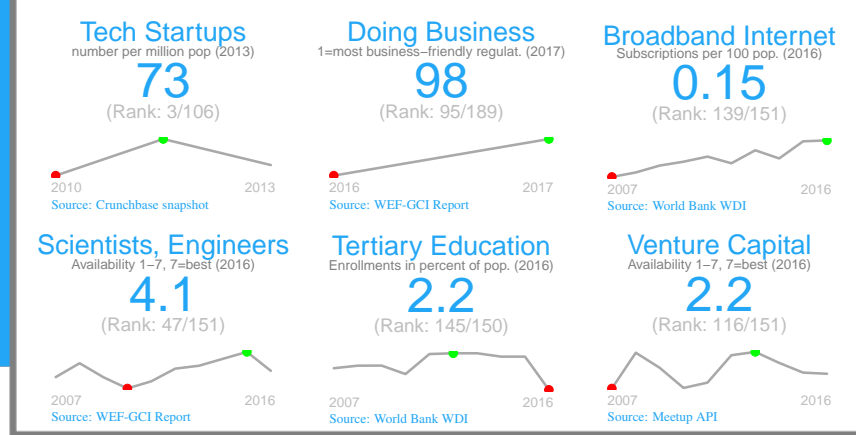 Tech Startups
number per million pop (2013)
73
(Rank: 3/106)
2010 2013
Source: Crunchbase snapshot
Doing Business
1=most business−friendly regulat. (2017)
98
(Rank: 95/189)
2016 2017
Source: WEF-GCI Report
Broadband Internet
Subscriptions per 100 pop. (2016)
0.15
(Rank: 139/151)
2007 2016
Source: World Bank WDI
Scientists, Engineers
Availability 1−7, 7=best (2016)
4.1
(Rank: 47/151)
2007 2016
Source: WEF-GCI Report
Tertiary Education
Enrollments in percent of pop. (2016)
2.2
(Rank: 145/150)
2007 2016
Source: World Bank WDI
Venture Capital
Availability 1−7, 7=best (2016)
2.2
(Rank: 116/151)
2007 2016
Source: Meetup API